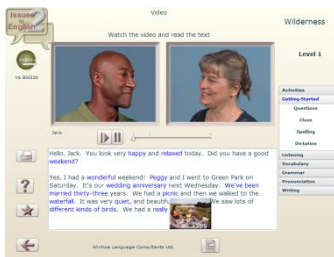 Issues in English 2
Video
Wilderness
Watch the video and read the text
Level 1
Activities
Getting Started
Questions
Cloze
Spelling
Dictation
Listening
Vocabulary
Grammar
Pronunciation
Writing
Jack
Hello, Jack. You look very happy and relaxed today. Did you have a good
weekend?
Yes, I had a wonderful weekend! Peggy and I went to Green Park on
Saturday. It's our wedding anniversary next Wednesday. We've been
married thirty-three years. We had a picnic and then we walked to the
waterfall. It was very quiet, and beautiful We saw lots of
different kinds of birds. We had a really
?
Language Consultants Ltd.